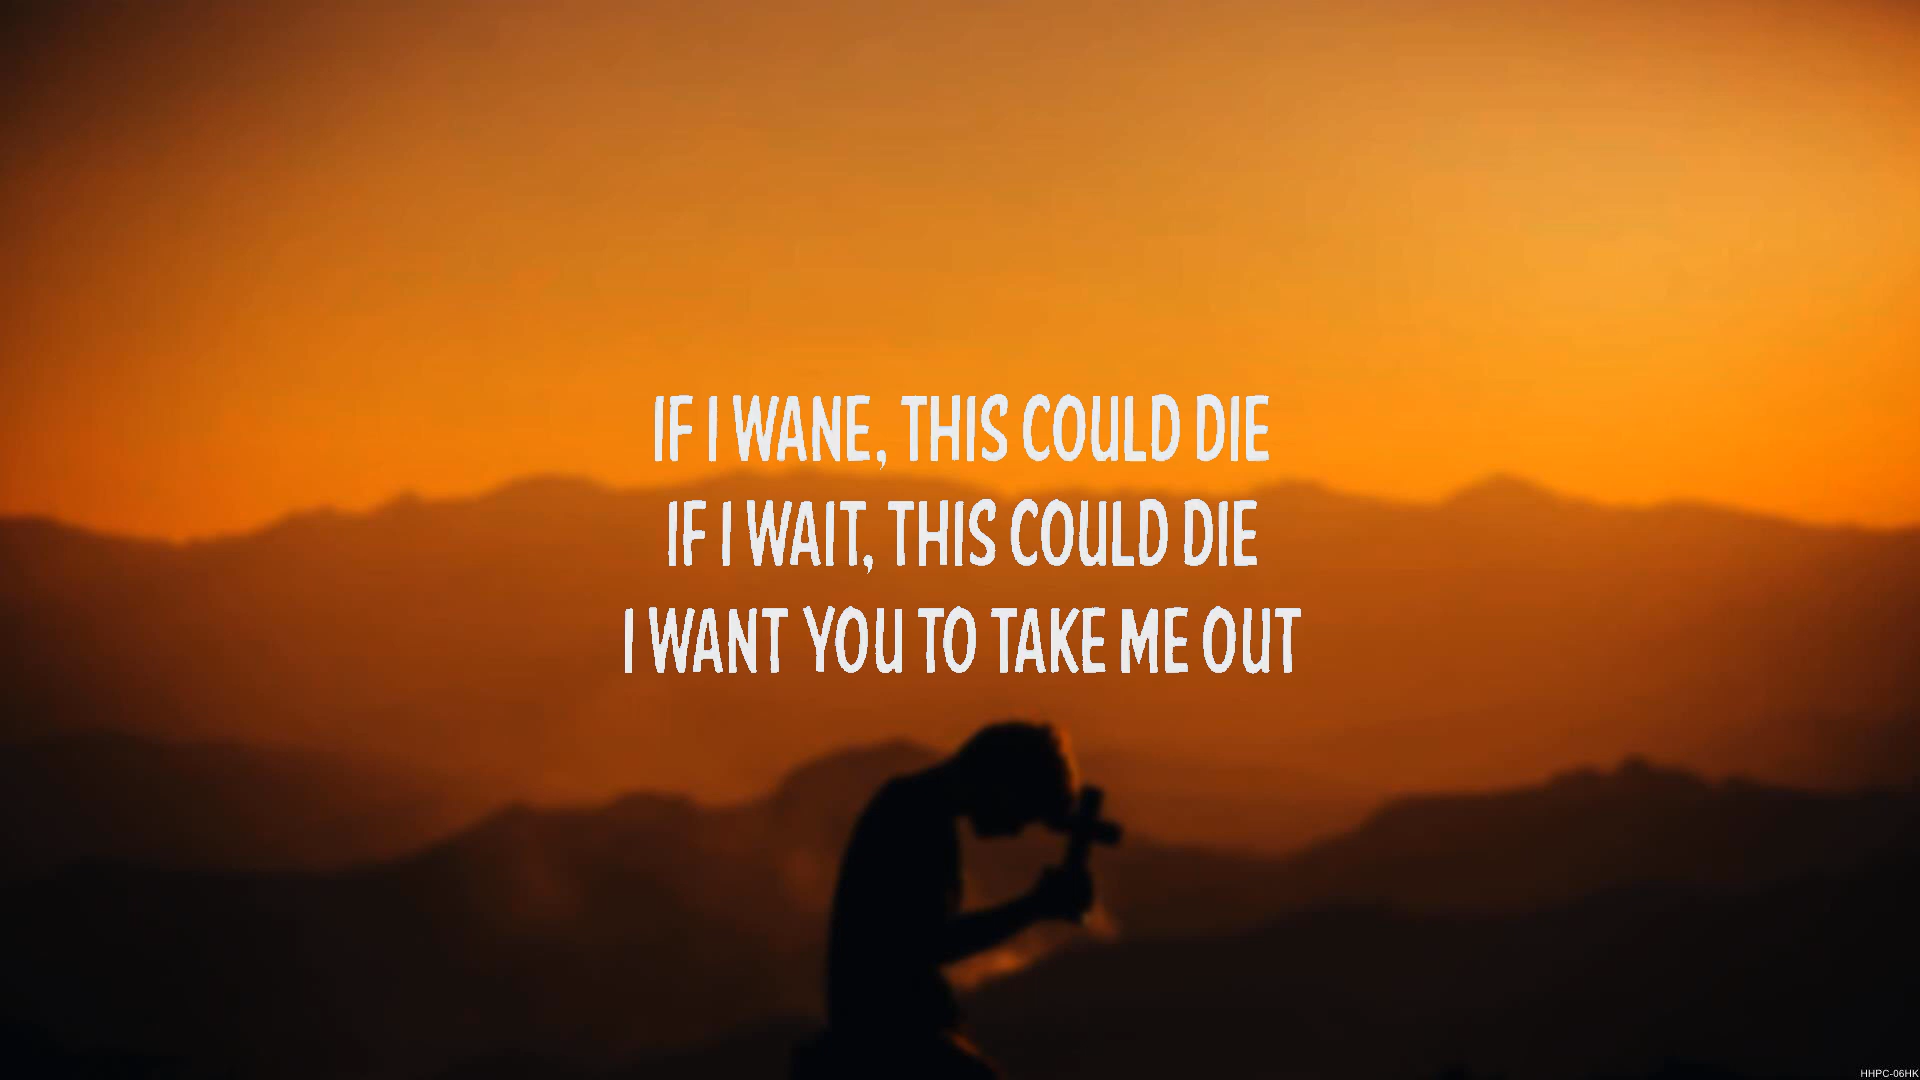 IF I WANE, THIS COULD DIE
IF I WAIT, THIS COULD DIE
I WANT YOU TO TAKE ME OUT
HHPC-06HK